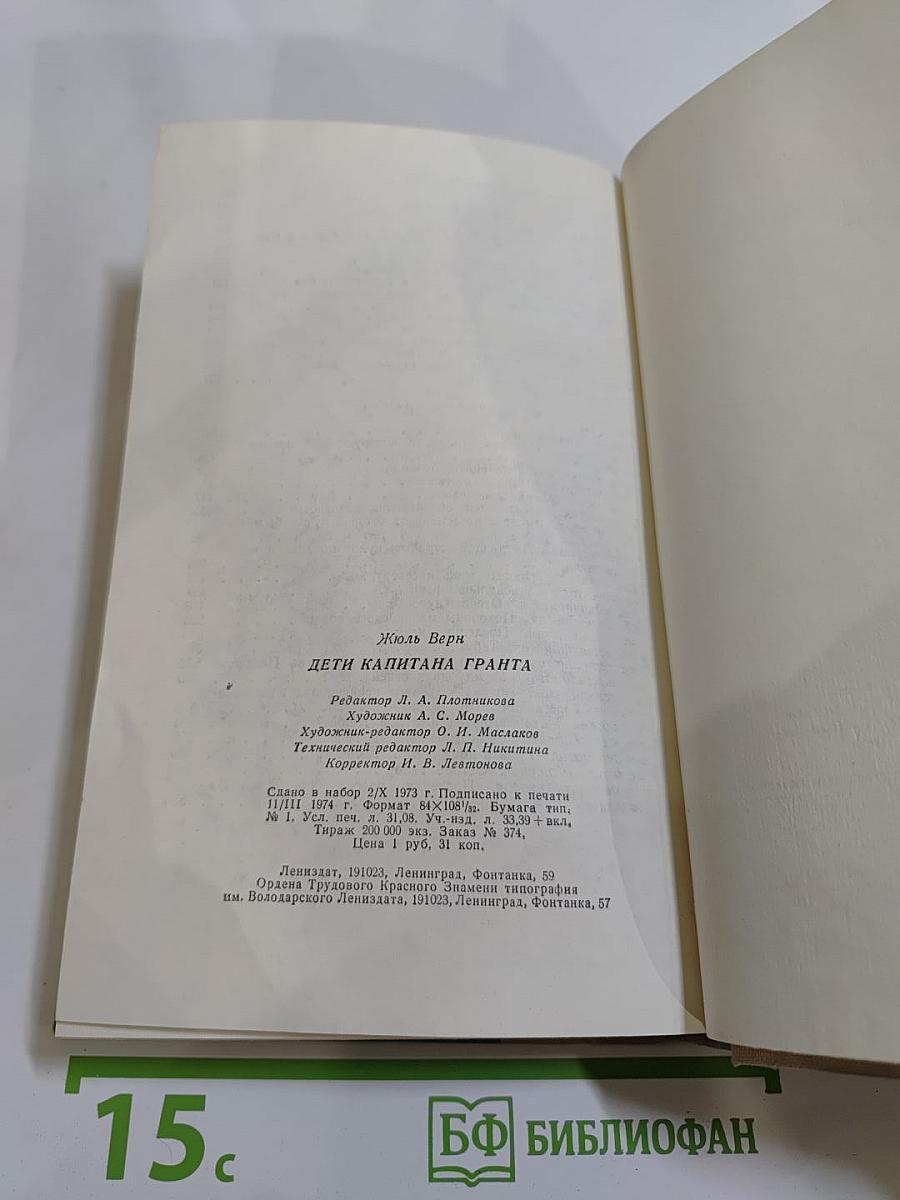 Жюль Верн
ДЕТИ КАПИТАНА ГРАНТА
Редактор Л. А. Плотникова
Художник А. С. Морев
Художник-редактор О. И. Маслаков
Технический редактор Л. П. Никитина
Корректор И. В. Левтонова
Сдано в набор 2/X 1973 г. Подписано к печати
11/III 1974 г. Формат 84×108¹/₃₂. Бумага тип.
№ 1. Усл. печ. л. 31,08. Уч.-изд. л. 33,39+вкл.
Тираж 200 000 экз. Заказ № 374.
Цена 1 руб. 31 коп.
Лениздат, 191023, Ленинград, Фонтанка, 59
Ордена Трудового Красного Знамени типография
им. Володарского Лениздата, 191023, Ленинград, Фонтанка, 57
15 с
БФ БИБЛИОФАН